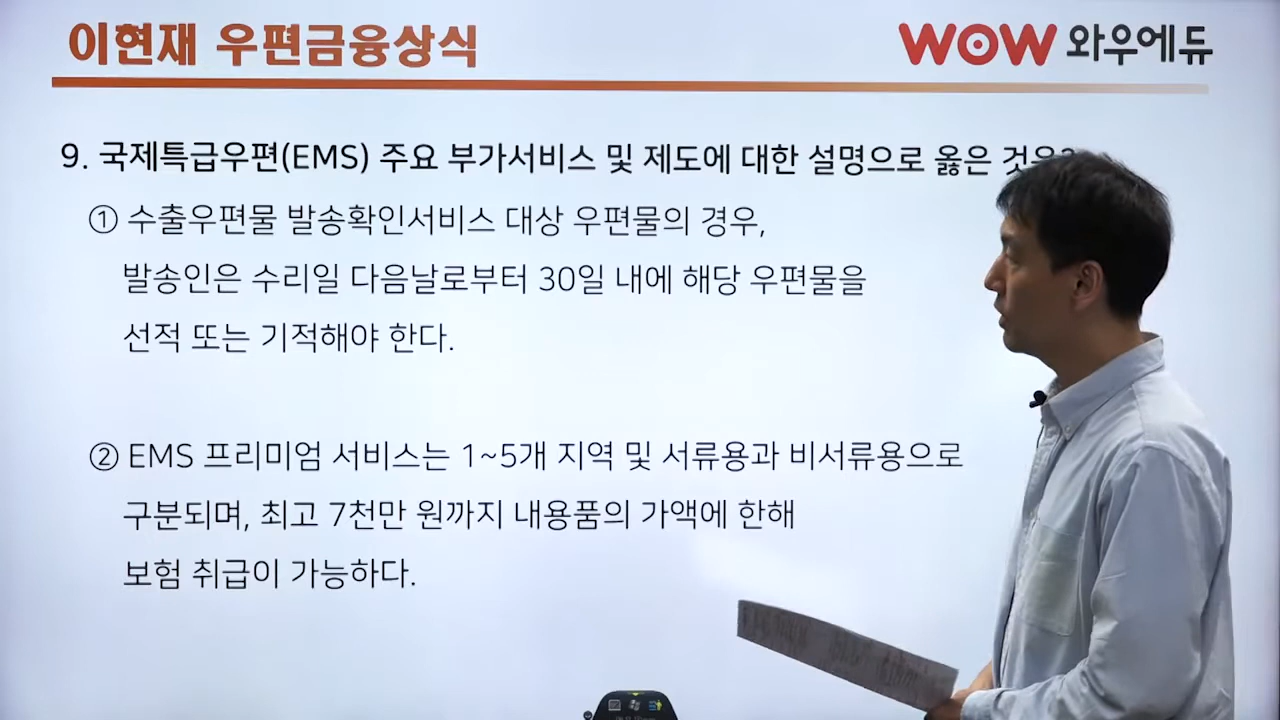 이현재 우편금융상식
WOW 와우에듀
9. 국제특급우편(EMS) 주요 부가서비스 및 제도에 대한 설명으로 옳은 것은?
① 수출우편물 발송확인서비스 대상 우편물의 경우,
발송인은 수리일 다음날로부터 30일 내에 해당 우편물을
선적 또는 기적해야 한다.
② EMS 프리미엄 서비스는 1~5개 지역 및 서류용과 비서류용으로
구분되며, 최고 7천만 원까지 내용품의 가액에 한해
보험 취급이 가능하다.